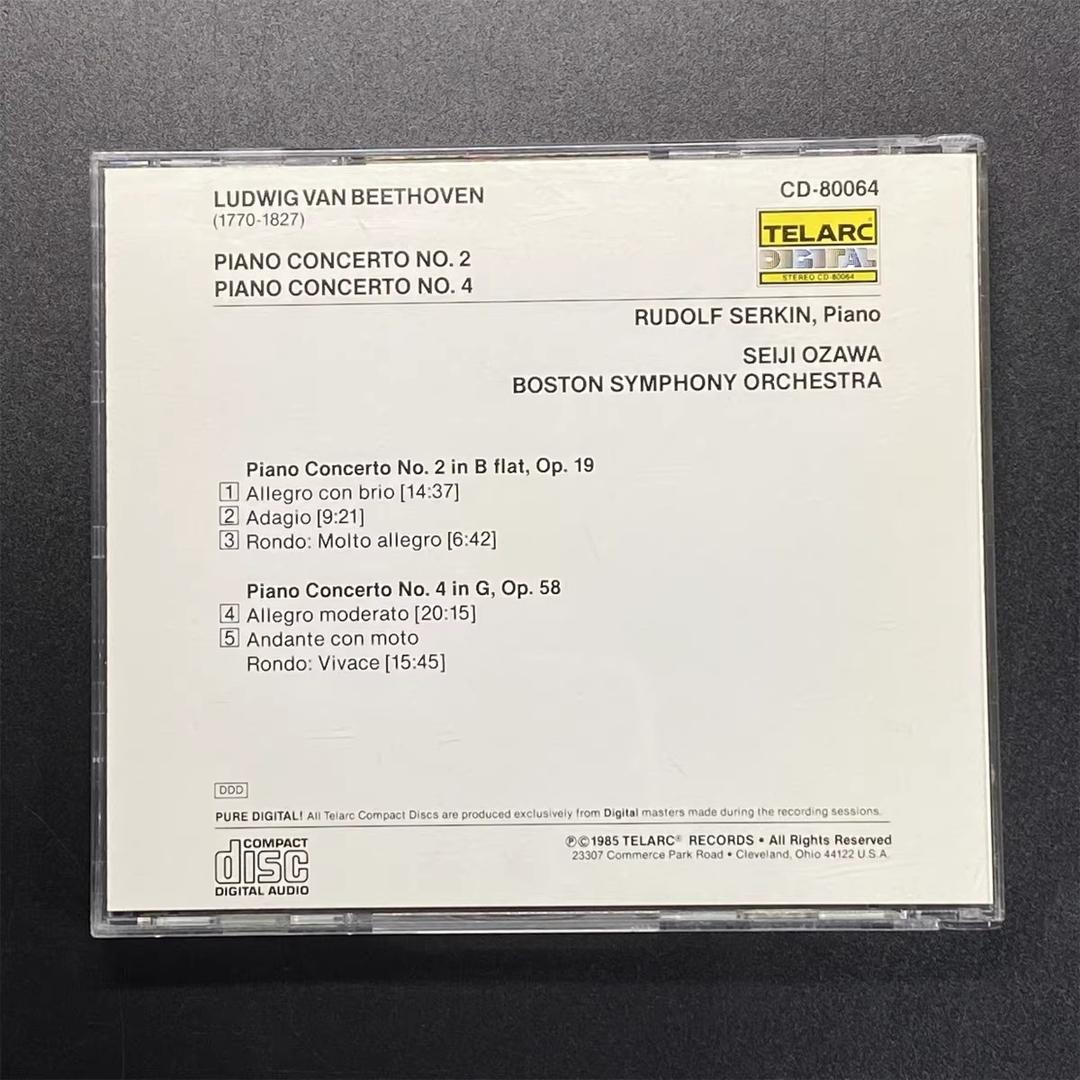 LUDWIG VAN BEETHOVEN
(1770-1827)
CD-80064
TELARC
DIGITAL
STEREO CD-80064
PIANO CONCERTO NO. 2
PIANO CONCERTO NO. 4
RUDOLF SERKIN, Piano
SEIJI OZAWA
BOSTON SYMPHONY ORCHESTRA
Piano Concerto No. 2 in B flat, Op. 19
1 Allegro con brio [14:37]
2 Adagio [9:21]
3 Rondo: Molto allegro [6:42]
Piano Concerto No. 4 in G, Op. 58
4 Allegro moderato [20:15]
5 Andante con moto
Rondo: Vivace [15:45]
DDD
PURE DIGITAL! All Telarc Compact Discs are produced exclusively from Digital masters made during the recording sessions.
COMPACT
disc
DIGITAL AUDIO
℗©1985 TELARC® RECORDS • All Rights Reserved
23307 Commerce Park Road • Cleveland, Ohio 44122 U.S.A.